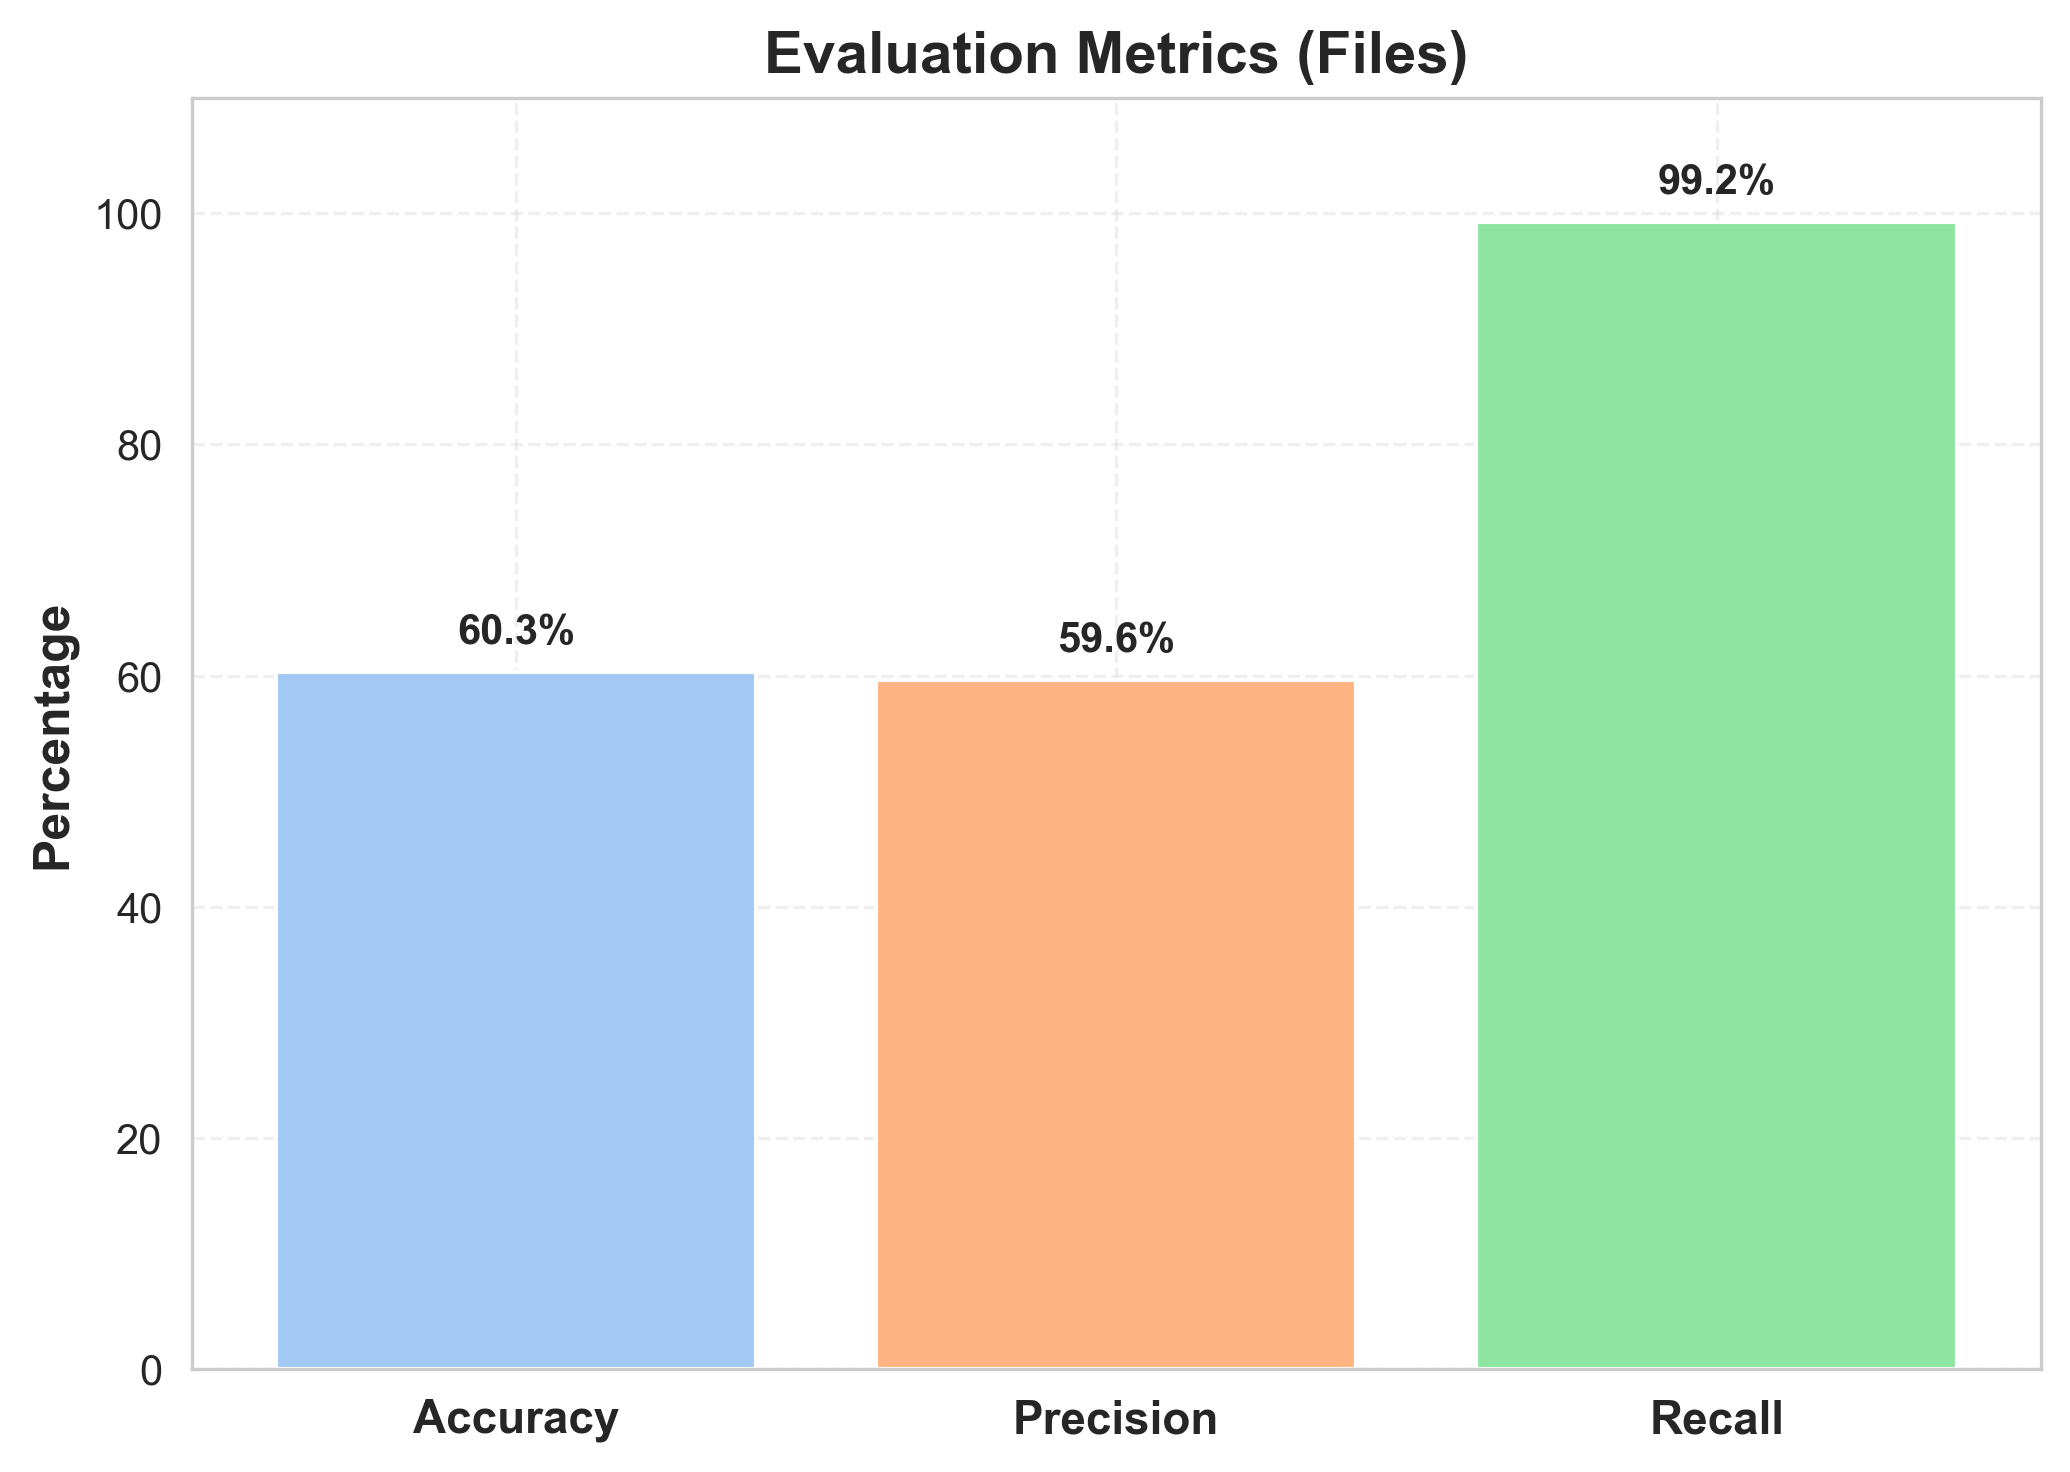 Evaluation Metrics (Files)
Percentage
100
80
60
40
20
0
60.3%
59.6%
99.2%
Accuracy
Precision
Recall